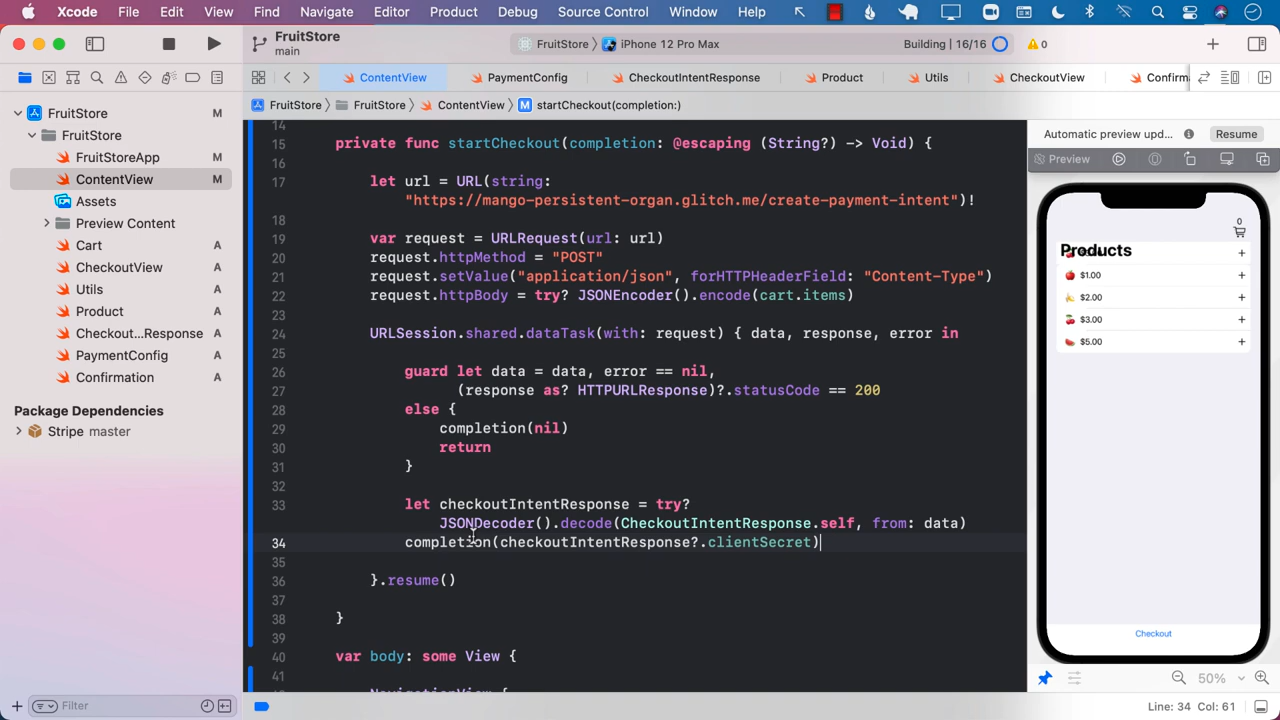 Xcode File Edit View Find Navigate Editor Product Debug Source Control Window Help
FruitStore
main
FruitStore iPhone 12 Pro Max
Building | 16/16
0
ContentView PaymentConfig CheckoutIntentResponse Product Utils CheckoutView Confirm
FruitStore FruitStore ContentView M startCheckout(completion:)
FruitStore M
FruitStore
FruitStoreApp M
ContentView M
Assets
Preview Content
Cart A
CheckoutView A
Utils A
Product A
Checkout...Response A
PaymentConfig A
Confirmation A
Package Dependencies
Stripe master
Filter
14
15 private func startCheckout(completion: @escaping (String?) -> Void) {
16
17 let url = URL(string:
"https://mango-persistent-organ.glitch.me/create-payment-intent")!
18
19 var request = URLRequest(url: url)
20 request.httpMethod = "POST"
21 request.setValue("application/json", forHTTPHeaderField: "Content-Type")
22 request.httpBody = try? JSONEncoder().encode(cart.items)
23
24 URLSession.shared.dataTask(with: request) { data, response, error in
25
26 guard let data = data, error == nil,
27 (response as? HTTPURLResponse)?.statusCode == 200
28 else {
29 completion(nil)
30 return
31 }
32
33 let checkoutIntentResponse = try?
JSONDecoder().decode(CheckoutIntentResponse.self, from: data)
34 completion(checkoutIntentResponse?.clientSecret)
35
36 }.resume()
37
38 }
39
40 var body: some View {
41
NavigationView {
Automatic preview upd... Resume
Preview
0
Products
$1.00 +
$2.00 +
$3.00 +
$5.00 +
Checkout
50%
Line: 34 Col: 61